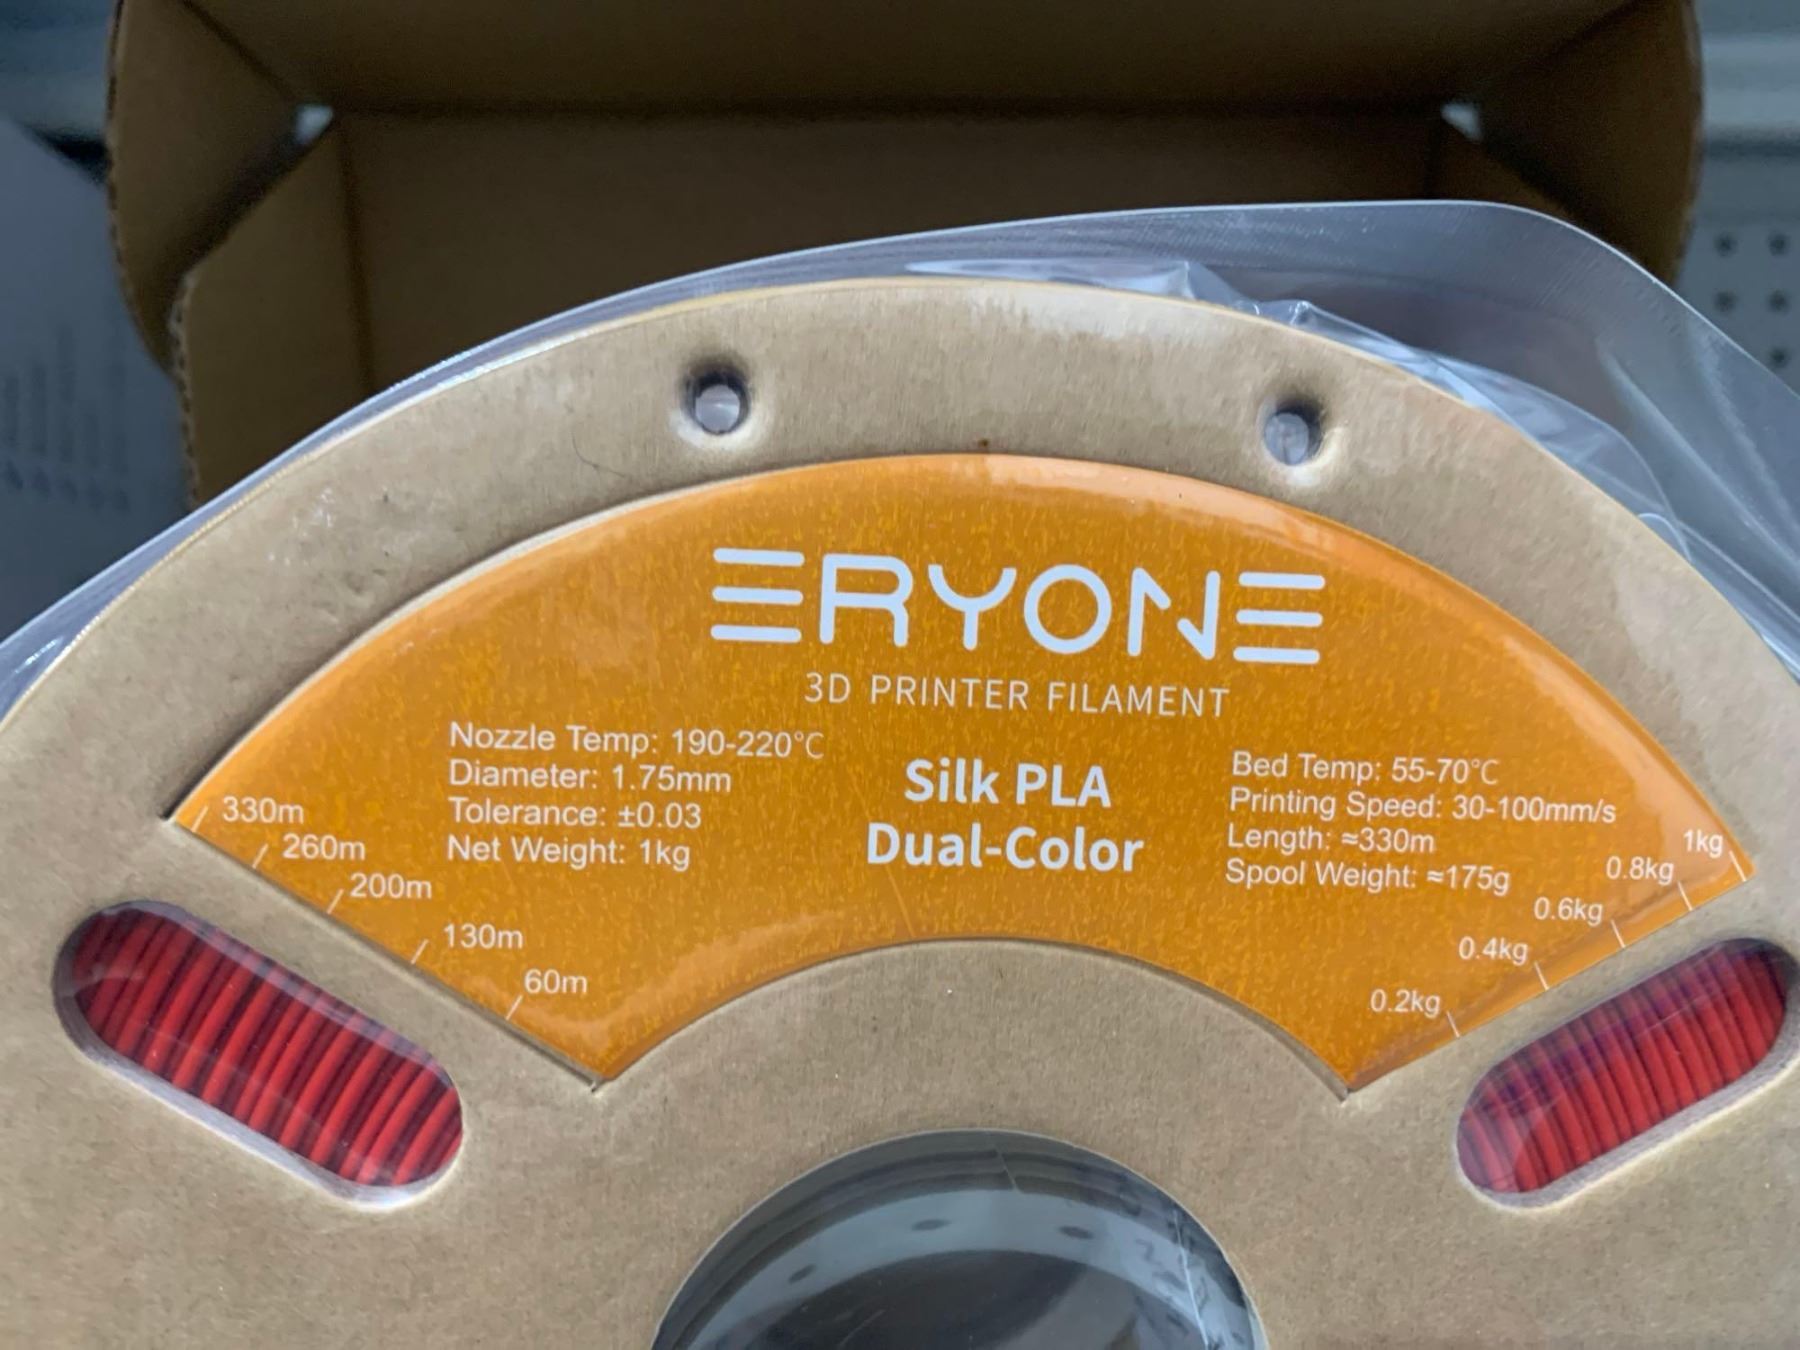 ERYONE
3D PRINTER FILAMENT
Nozzle Temp: 190-220°C
Diameter: 1.75mm
Tolerance: ±0.03
Net Weight: 1kg
Silk PLA
Dual-Color
Bed Temp: 55-70°C
Printing Speed: 30-100mm/s
Length: ≈330m
Spool Weight: ≈175g
330m
260m
200m
130m
60m
1kg
0.8kg
0.6kg
0.4kg
0.2kg